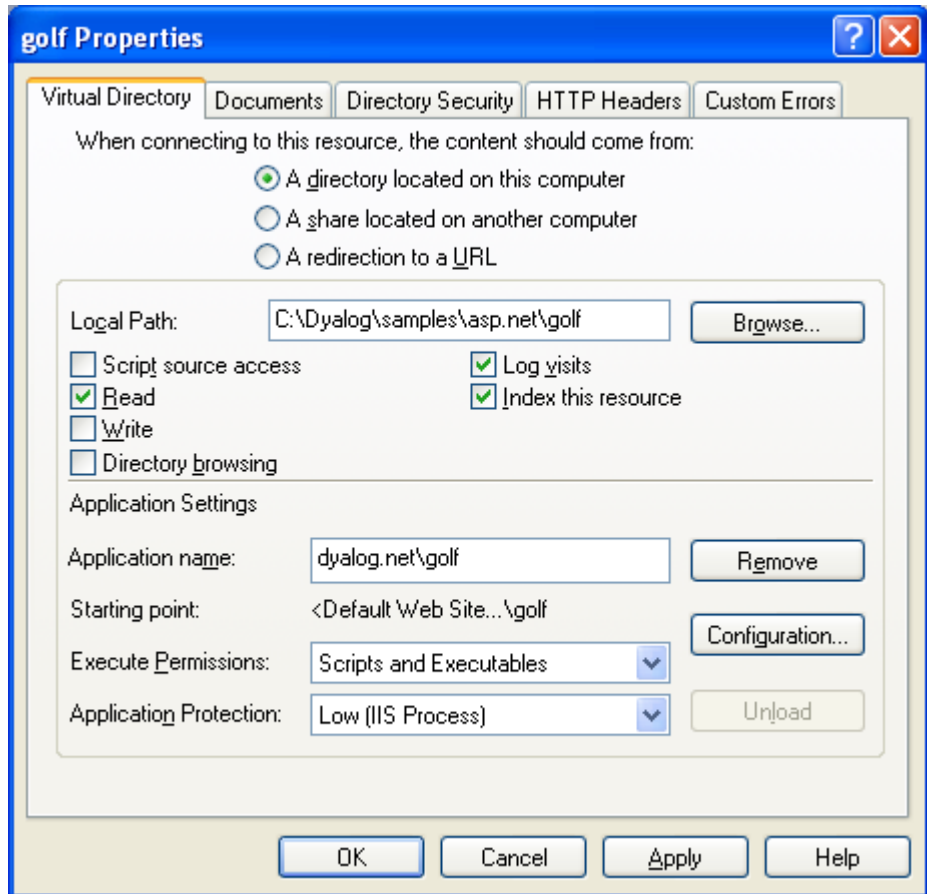 golf Properties
Virtual Directory Documents Directory Security HTTP Headers Custom Errors
When connecting to this resource, the content should come from:
A directory located on this computer
A share located on another computer
A redirection to a URL
Local Path: C:\Dyalog\samples\asp.net\golf Browse...
Script source access Log visits
Read Index this resource
Write
Directory browsing
Application Settings
Application name: dyalog.net\golf Remove
Starting point: <Default Web Site...\golf
Configuration...
Execute Permissions: Scripts and Executables
Application Protection: Low (IIS Process) Unload
OK Cancel Apply Help